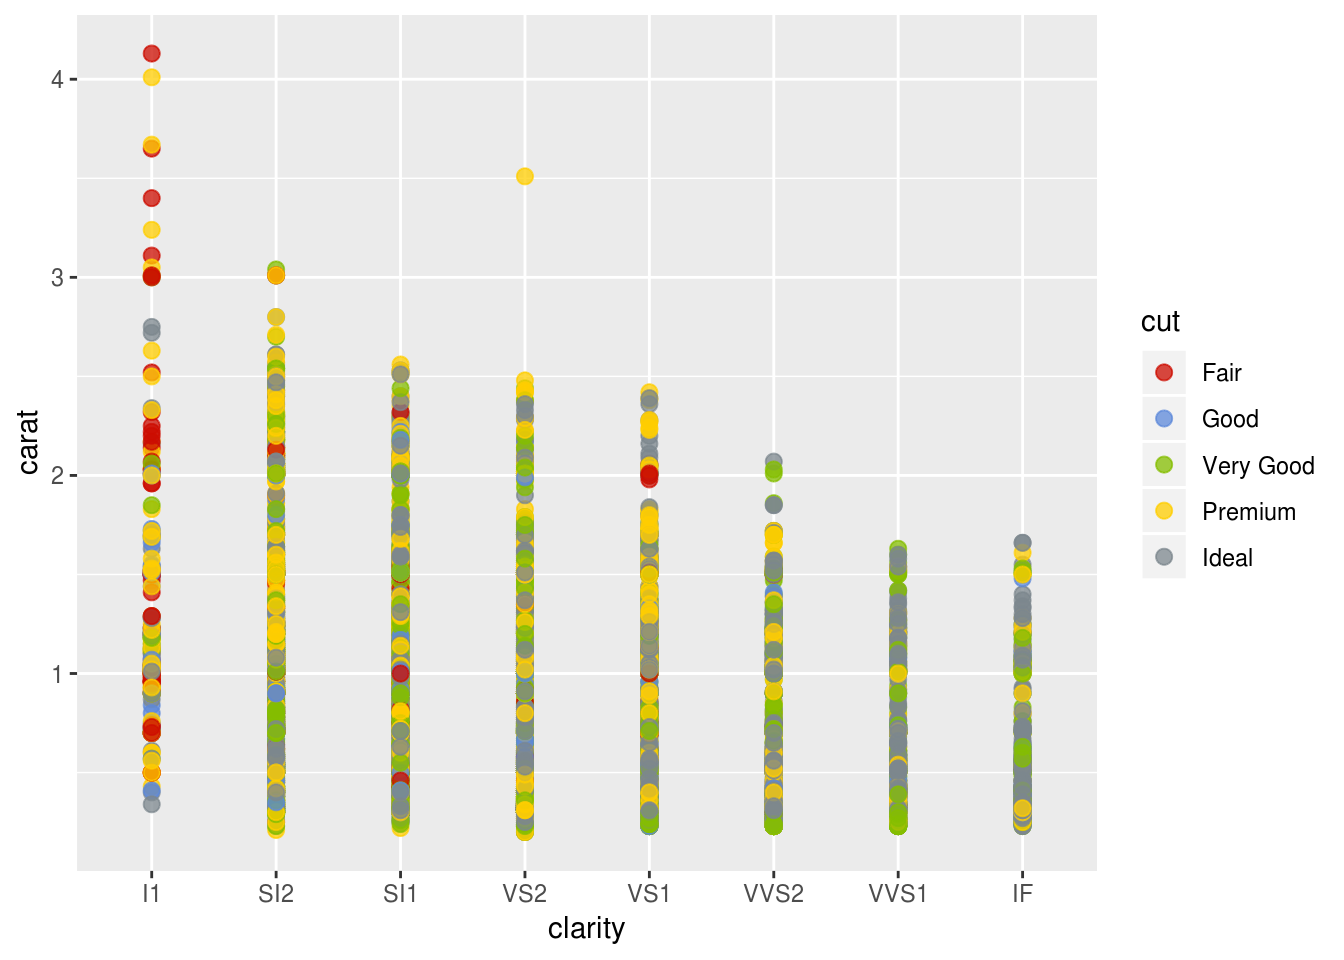 4
3
2
1
carat
I1 SI2 SI1 VS2 VS1 VVS2 VVS1 IF
clarity
cut
Fair
Good
Very Good
Premium
Ideal